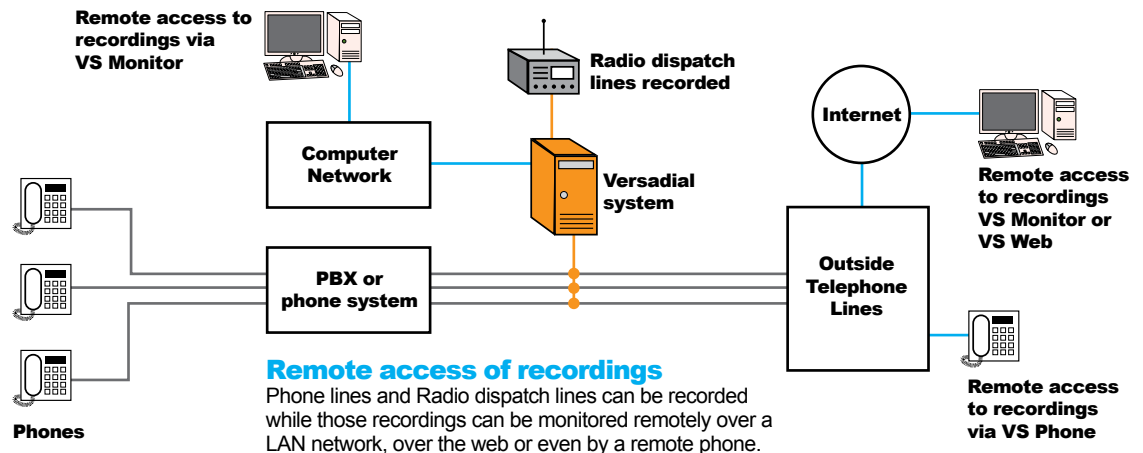 Remote access to
recordings via
VS Monitor
Radio dispatch
lines recorded
Internet
Computer
Network
Versadial
system
Remote access
to recordings
VS Monitor or
VS Web
PBX or
phone system
Outside
Telephone
Lines
Remote access of recordings
Phone lines and Radio dispatch lines can be recorded
while those recordings can be monitored remotely over a
LAN network, over the web or even by a remote phone.
Phones
Remote access
to recordings
via VS Phone